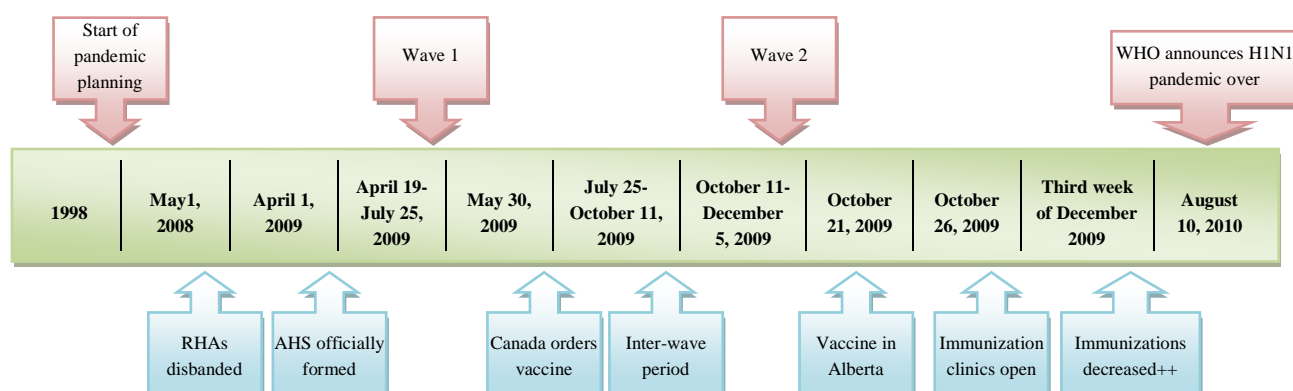 Start of
pandemic
planning
Wave 1
Wave 2
WHO announces H1N1
pandemic over
1998
May1,
2008
April 1,
2009
April 19-
July 25,
2009
May 30,
2009
July 25-
October 11,
2009
October 11-
December
5, 2009
October
21, 2009
October
26, 2009
Third week
of December
2009
August
10, 2010
RHAs
disbanded
AHS officially
formed
Canada orders
vaccine
Inter-wave
period
Vaccine in
Alberta
Immunization
clinics open
Immunizations
decreased++